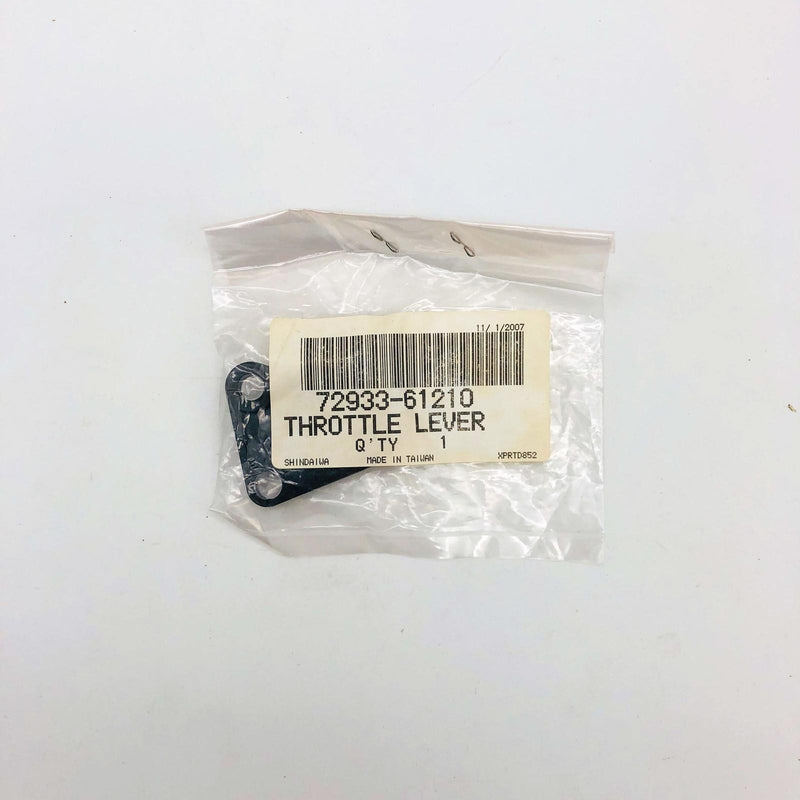 11/ 1/2007
72933-61210
THROTTLE LEVER
Q'TY 1
SHINDAIWA MADE IN TAIWAN XPRTD852